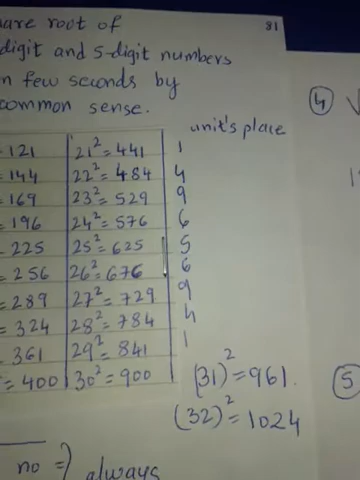 are root of
81
digit and 5-digit numbers
n few seconds by
common sense.
unit's place
=121 21²=441 1
=144 22²=484 4
=169 23²=529 9
=196 24²=576 6
=225 25²=625 5
=256 26²=676 6
=289 27²=729 9
=324 28²=784 4
=361 29²=841 1
²=400 30²=900
(31)²=961.
(32)²=1024
no => always
4
5